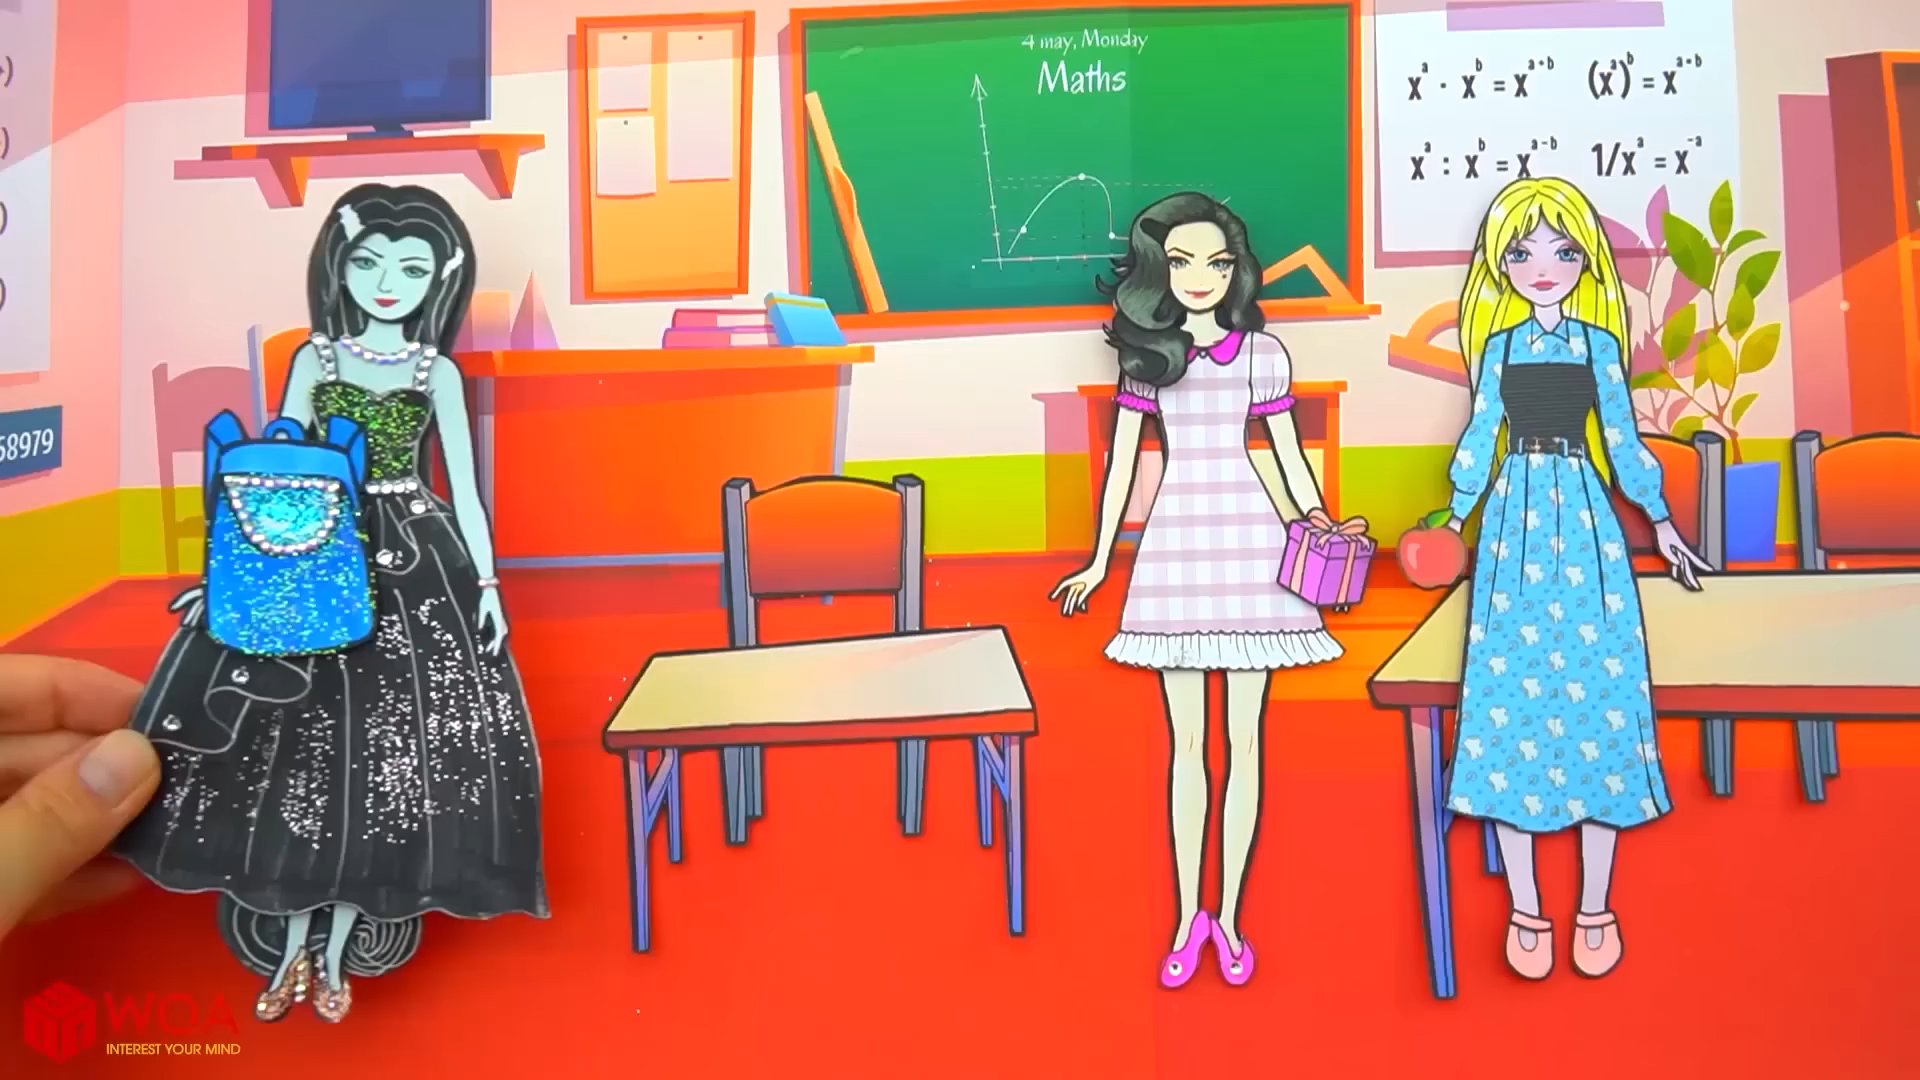 4 may, Monday
Maths
xᵃ · xᵇ = xᵃ⁺ᵇ (xᵃ)ᵇ = xᵃ*ᵇ
xᵃ : xᵇ = xᵃ⁻ᵇ 1/xᵃ = x⁻ᵃ
58979
WOA
INTEREST YOUR MIND